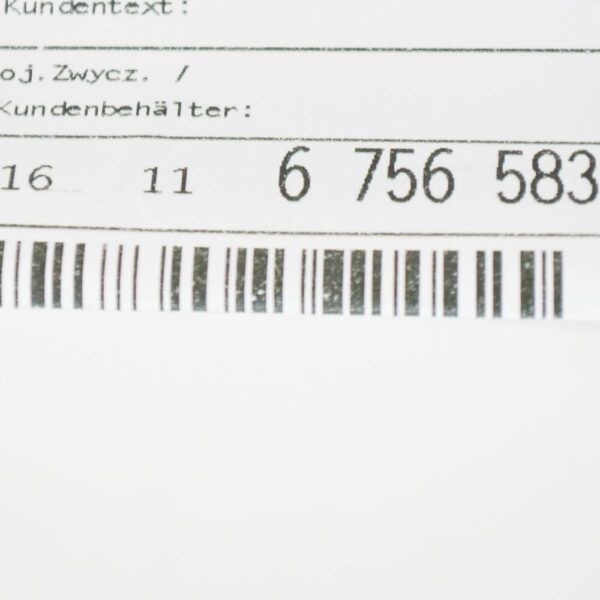 Kundentext:
oj.Zwycz. /
Kundenbehälter:
16 11 6 756 583